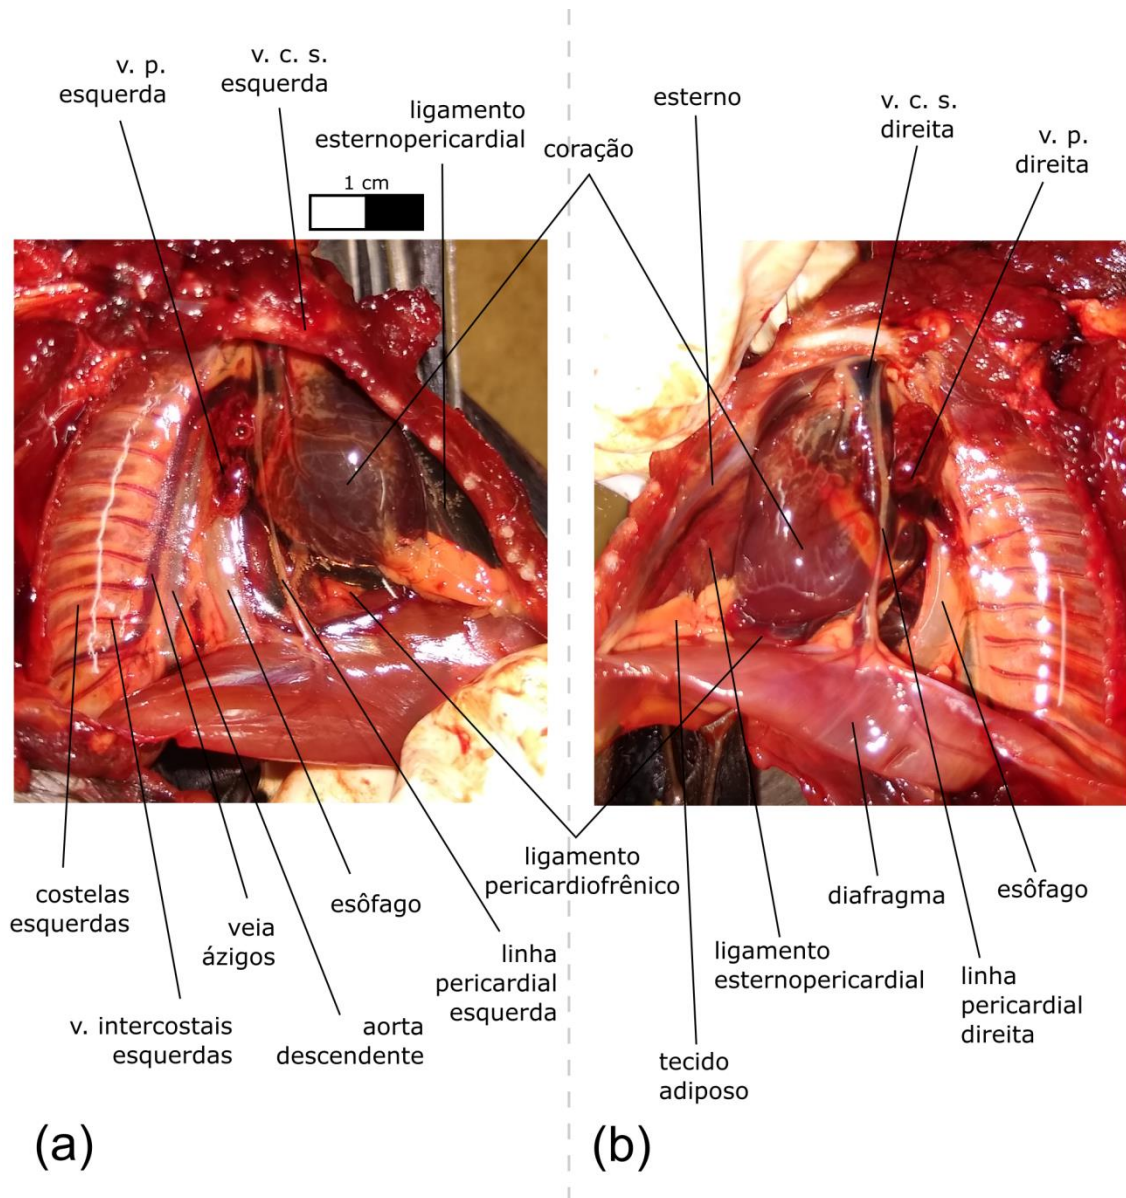 v. p.
esquerda
v. c. s.
esquerda
ligamento
esternopericardial
1 cm
coração
esterno
v. c. s.
direita
v. p.
direita
costelas
esquerdas
v. intercostais
esquerdas
veia
ázigos
aorta
descendente
esôfago
linha
pericardial
esquerda
ligamento
pericardiofrênico
tecido
adiposo
ligamento
esternopericardial
diafragma
linha
pericardial
direita
esôfago
(a)
(b)